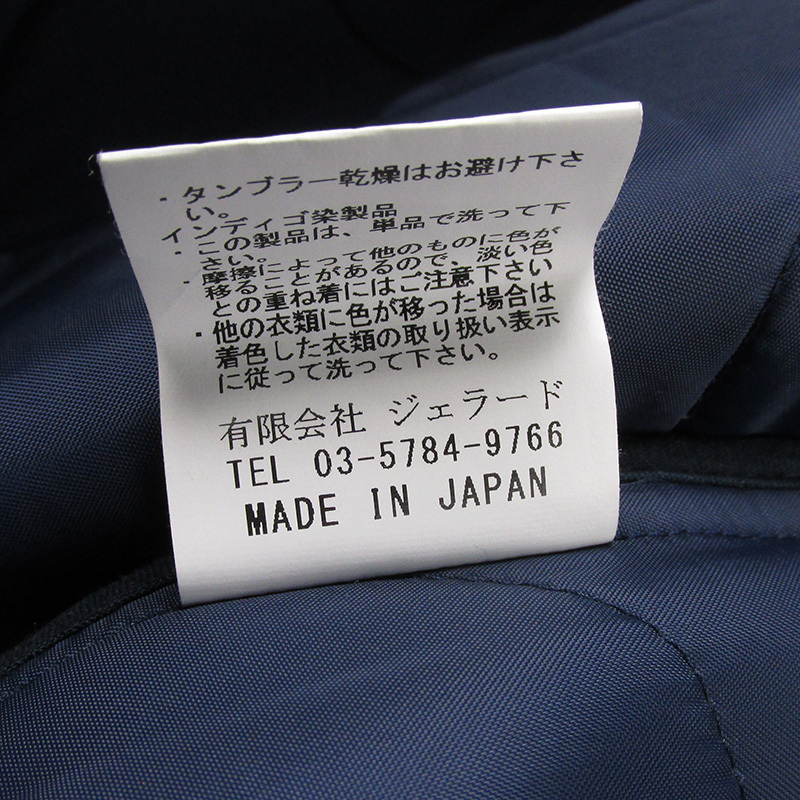 ・タンブラー乾燥はお避け下さ
い。
インディゴ染製品
・この製品は、単品で洗って下
さい。
・摩擦によって他のものに色が
移ることがあるので、淡い色
との重ね着にはご注意下さい
・他の衣類に色が移った場合は
着色した衣類の取り扱い表示
に従って洗って下さい。
有限会社 ジェラード
TEL 03-5784-9766
MADE IN JAPAN